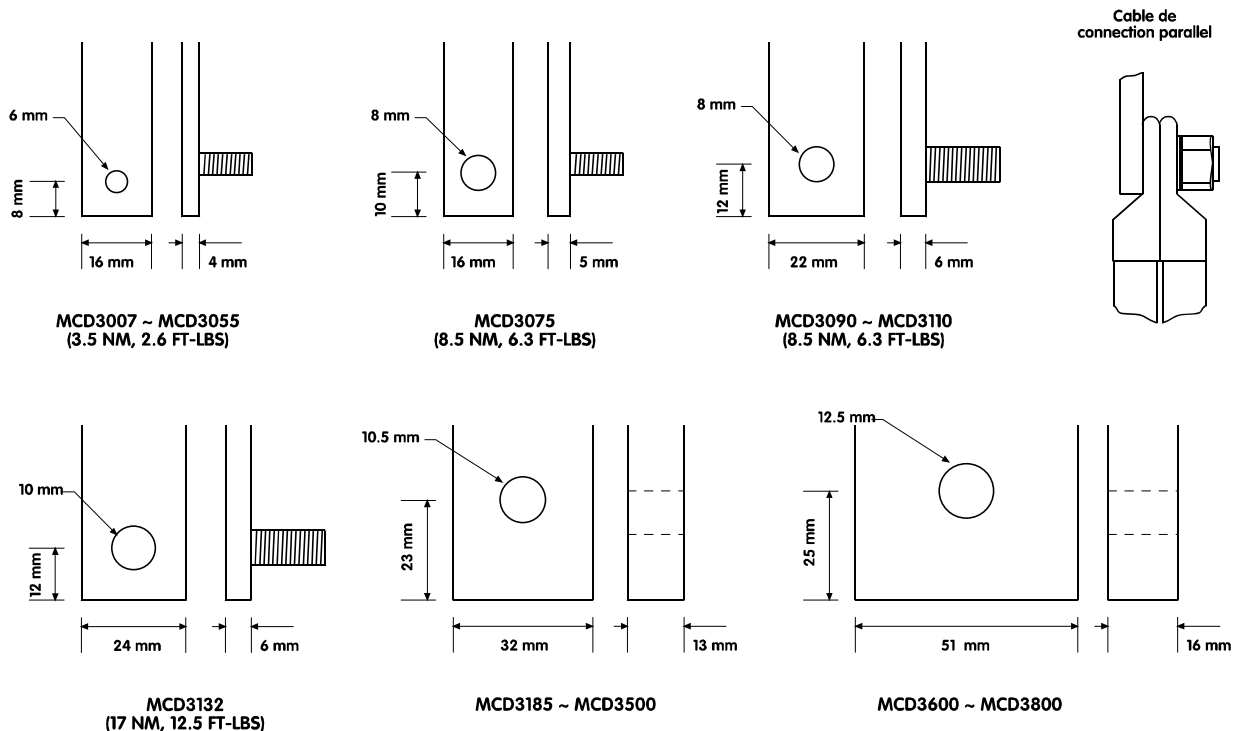 Cable de
connection parallel
6 mm
8 mm
16 mm
4 mm
MCD3007 ~ MCD3055
(3.5 NM, 2.6 FT-LBS)
8 mm
10 mm
16 mm
5 mm
MCD3075
(8.5 NM, 6.3 FT-LBS)
8 mm
12 mm
22 mm
6 mm
MCD3090 ~ MCD3110
(8.5 NM, 6.3 FT-LBS)
10 mm
12 mm
24 mm
6 mm
MCD3132
(17 NM, 12.5 FT-LBS)
10.5 mm
23 mm
32 mm
13 mm
MCD3185 ~ MCD3500
12.5 mm
25 mm
51 mm
16 mm
MCD3600 ~ MCD3800